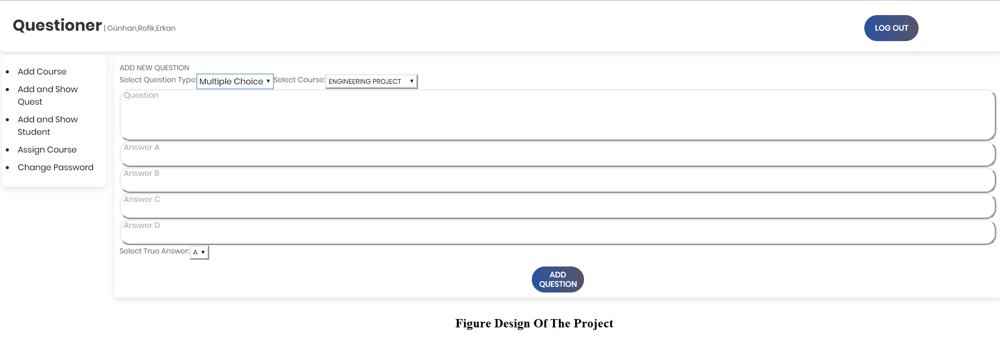 Questioner | Günhan,Refik,Erkan
LOG OUT
Add Course
Add and Show
Quest
Add and Show
Student
Assign Course
Change Password
ADD NEW QUESTION
Select Question Type: Multiple Choice Select Course: ENGINEERING PROJECT
Question
Answer A
Answer B
Answer C
Answer D
Select True Answer: A
ADD
QUESTION
Figure Design Of The Project